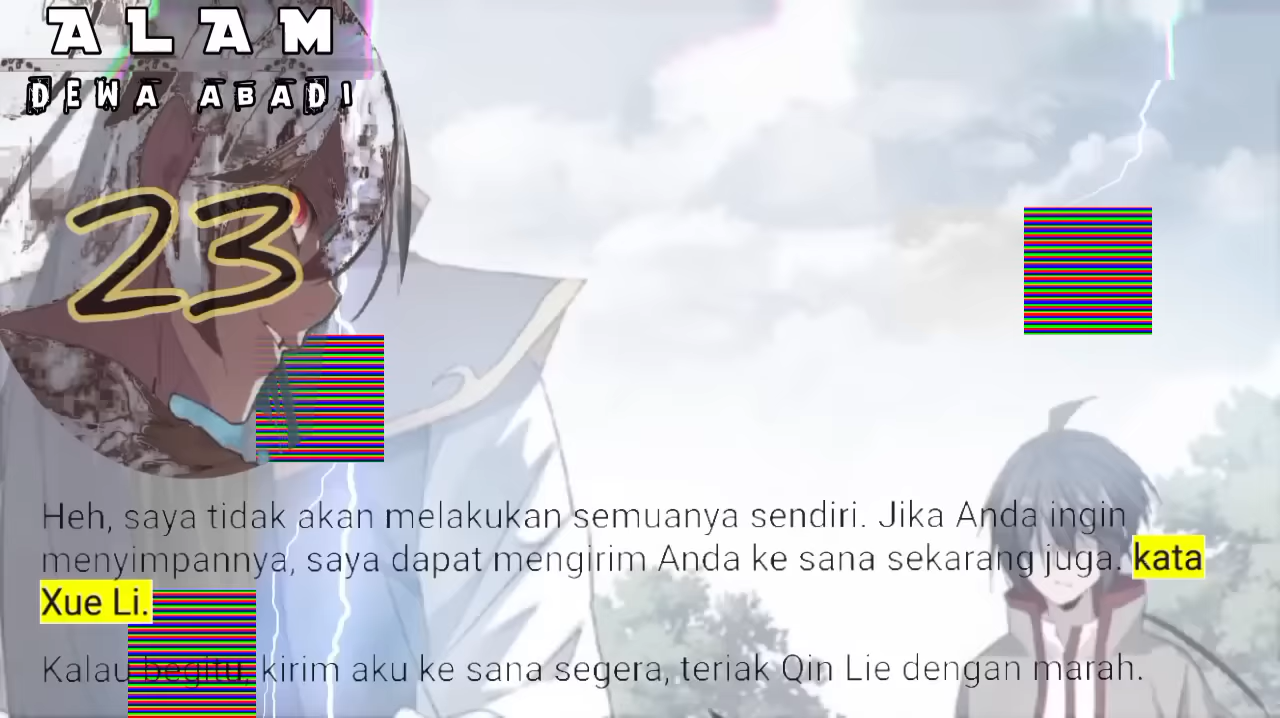 ALAM
DEWA ABADI
23
Heh, saya tidak akan melakukan semuanya sendiri. Jika Anda ingin
menyimpannya, saya dapat mengirim Anda ke sana sekarang juga. kata
Xue Li.
Kalau begitu, kirim aku ke sana segera, teriak Qin Lie dengan marah.